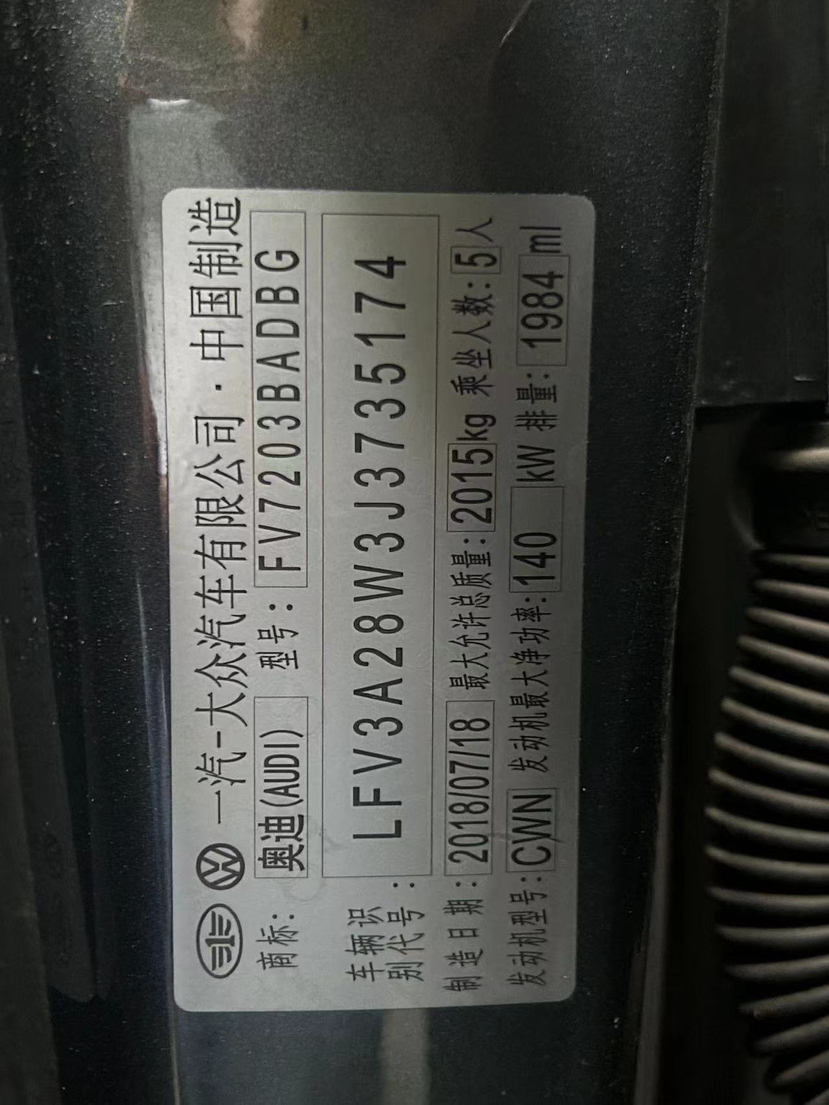 一汽-大众汽车有限公司·中国制造
商标: 奥迪(AUDI) 型号: FV7203BADBG
车辆识别代号: LFV3A28W3J3735174
制造日期: 2018/07/18 最大允许总质量: 2015kg 乘坐人数: 5人
发动机型号: CWN 发动机最大净功率: 140 kW 排量: 1984 ml